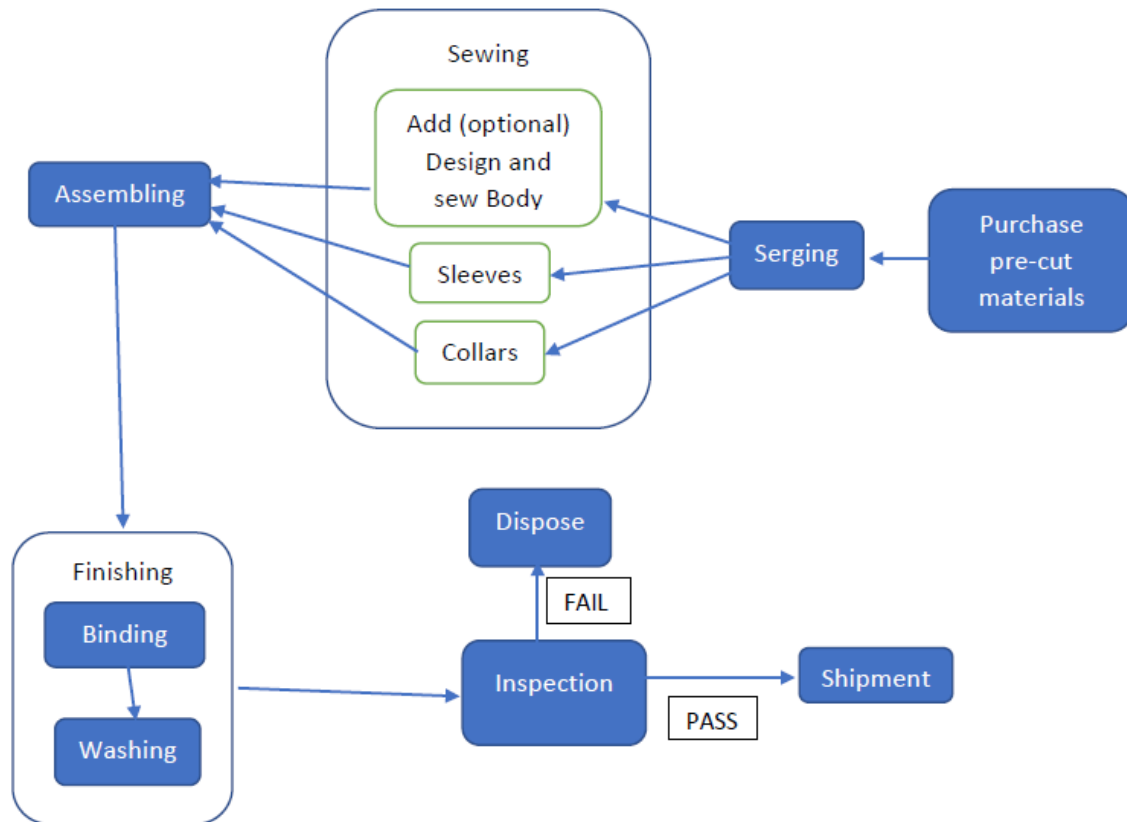 Sewing
Add (optional)
Design and
sew Body
Assembling
Purchase
pre-cut
materials
Serging
Sleeves
Collars
Dispose
Finishing
FAIL
Binding
Inspection
Shipment
PASS
Washing